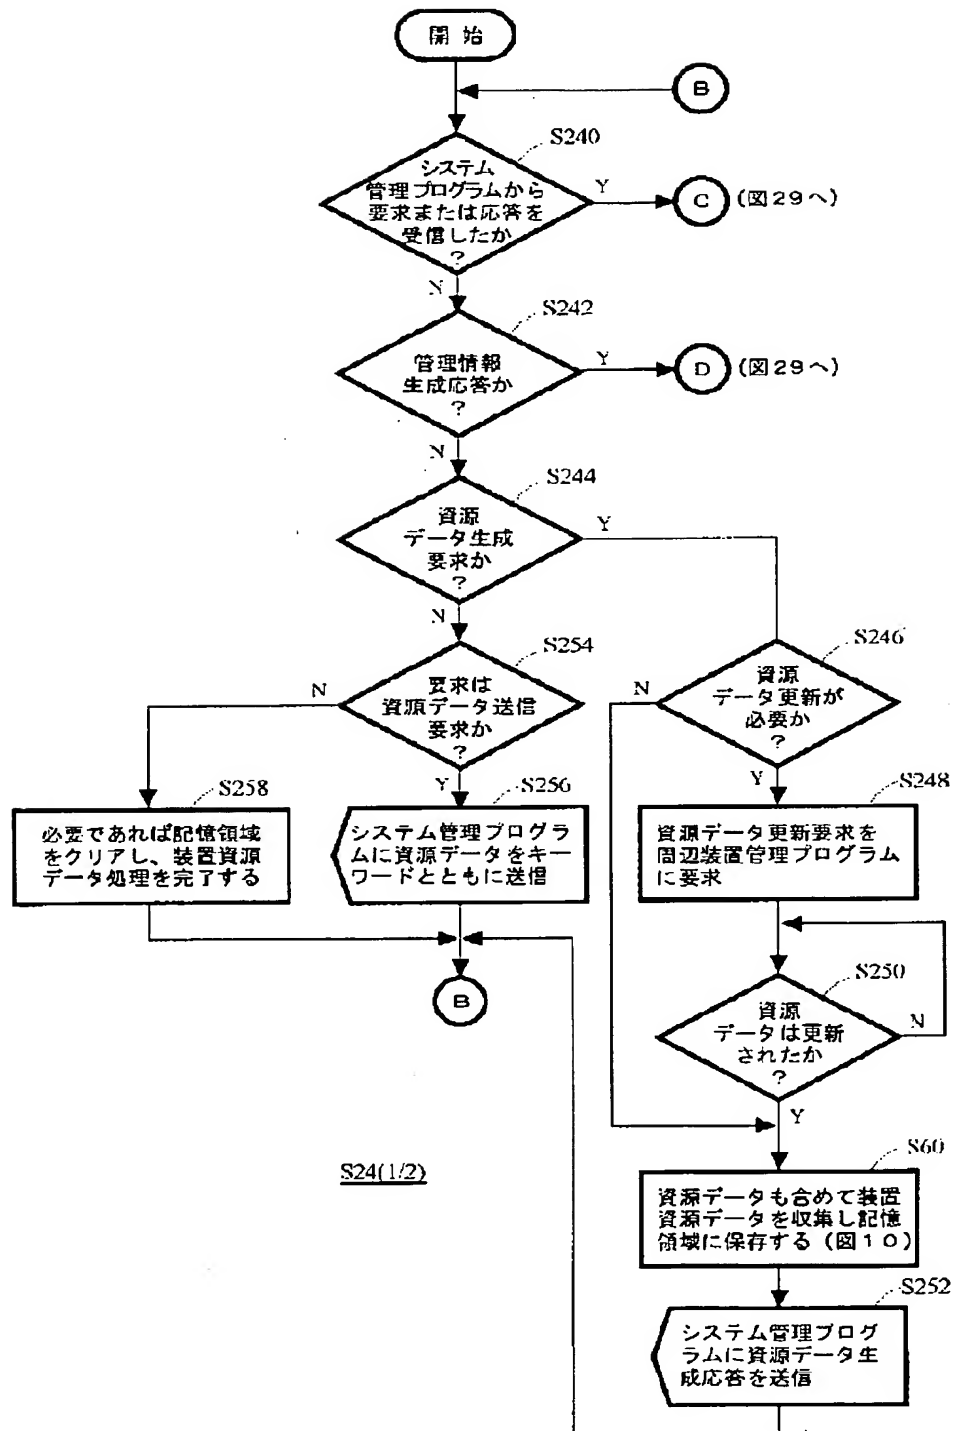 開始
B
S240
システム
管理プログラムから
要求または応答を
受信したか
?
Y
C
(図29へ)
N
S242
管理情報
生成応答か
?
Y
D
(図29へ)
N
S244
資源
データ生成
要求か
?
Y
N
S254
要求は
資源データ送信
要求か
?
N
Y
S246
資源
データ更新が
必要か
?
N
Y
S258
必要であれば記憶領域
をクリアし、装置資源
データ処理を完了する
S256
システム管理プログラ
ムに資源データをキー
ワードとともに送信
S248
資源データ更新要求を
周辺装置管理プログラム
に要求
B
S250
資源
データは更新
されたか
?
N
Y
S24(1/2)
S60
資源データも含めて装置
資源データを収集し記憶
領域に保存する(図10)
S252
システム管理プログ
ラムに資源データ生
成応答を送信